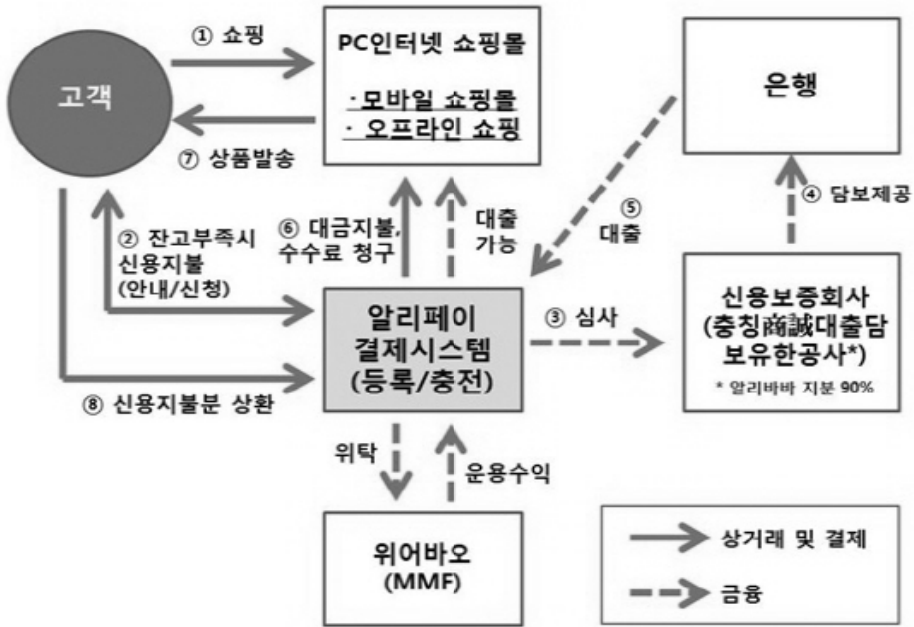 ① 쇼핑
고객
⑦ 상품발송
PC인터넷 쇼핑몰
· 모바일 쇼핑몰
· 오프라인 쇼핑
은행
② 잔고부족시
신용지불
(안내/신청)
⑥ 대금지불,
수수료 청구
대출
가능
⑤
대출
④ 담보제공
알리페이
결제시스템
(등록/충전)
③ 심사
신용보증회사
(충칭商誠대출담
보유한공사*)
* 알리바바 지분 90%
⑧ 신용지불분 상환
위탁
운용수익
위어바오
(MMF)
상거래 및 결제
금융